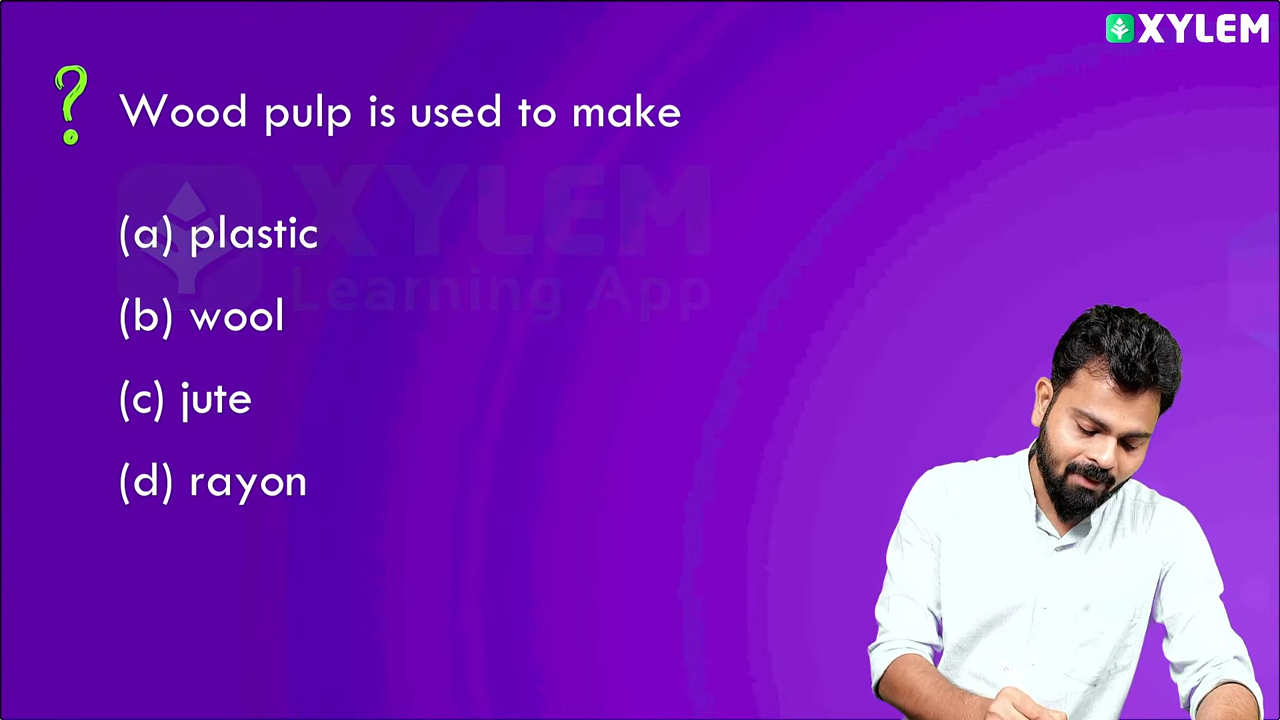 XYLEM
? Wood pulp is used to make
XYLEM
Learning App
(a) plastic
(b) wool
(c) jute
(d) rayon